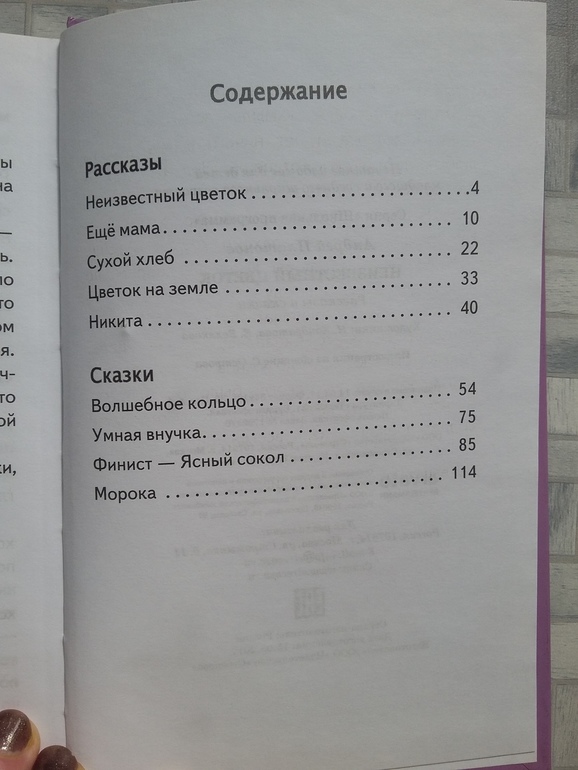 Содержание
Рассказы
Неизвестный цветок . . . . . . . . . . . . . . . . . . . . . . . . 4
Ещё мама. . . . . . . . . . . . . . . . . . . . . . . . . . . . . . . . 10
Сухой хлеб . . . . . . . . . . . . . . . . . . . . . . . . . . . . . . 22
Цветок на земле . . . . . . . . . . . . . . . . . . . . . . . . . 33
Никита . . . . . . . . . . . . . . . . . . . . . . . . . . . . . . . . . . 40
Сказки
Волшебное кольцо . . . . . . . . . . . . . . . . . . . . . . 54
Умная внучка. . . . . . . . . . . . . . . . . . . . . . . . . . . 75
Финист — Ясный сокол . . . . . . . . . . . . . . . . . . 85
Морока . . . . . . . . . . . . . . . . . . . . . . . . . . . . . . . . 114